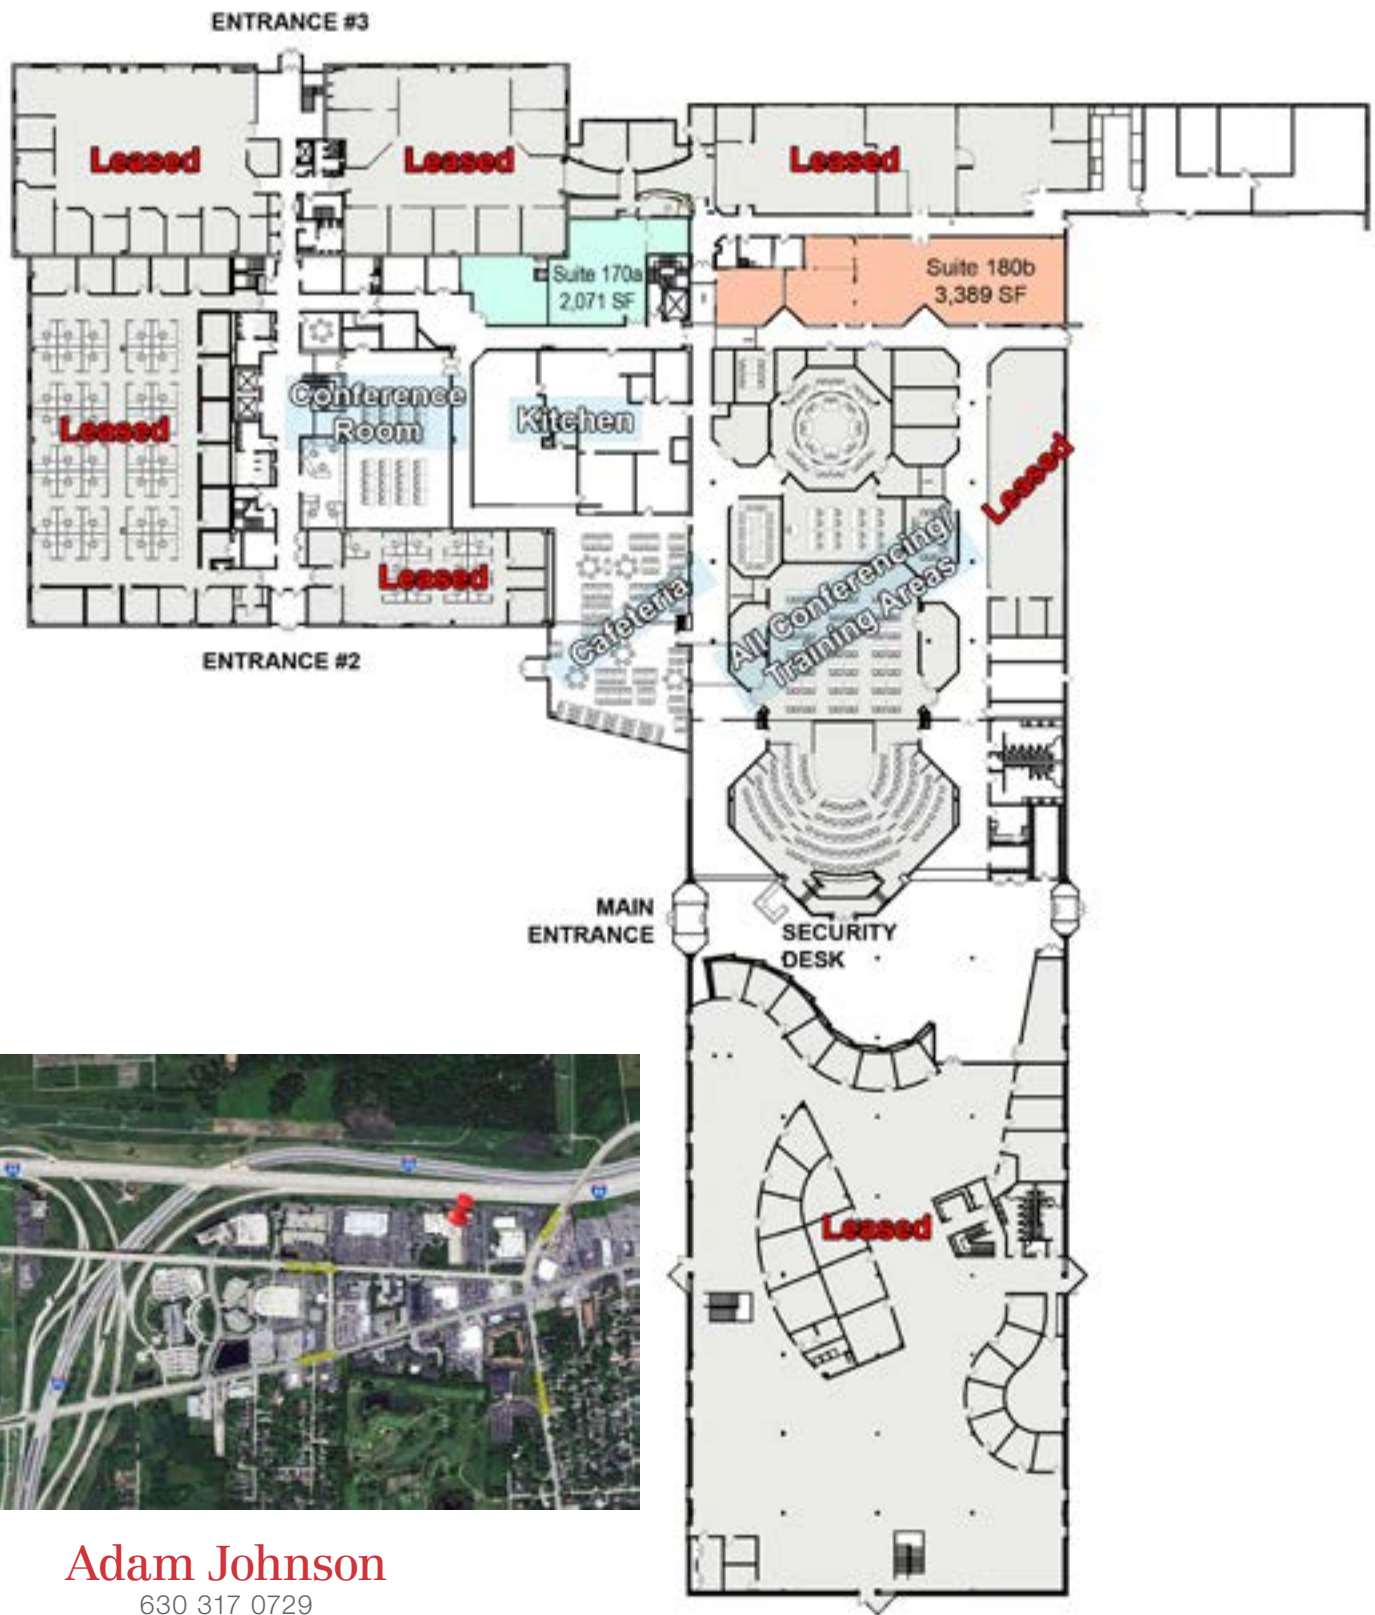 ENTRANCE #3
Leased
Leased
Leased
Suite 170a
2,071 SF
Suite 180b
3,389 SF
Conference
Room
Kitchen
Leased
Leased
Leased
Cafeteria
All Conferencing/
Training Areas
ENTRANCE #2
MAIN
ENTRANCE
SECURITY
DESK
Leased
Adam Johnson
630 317 0729